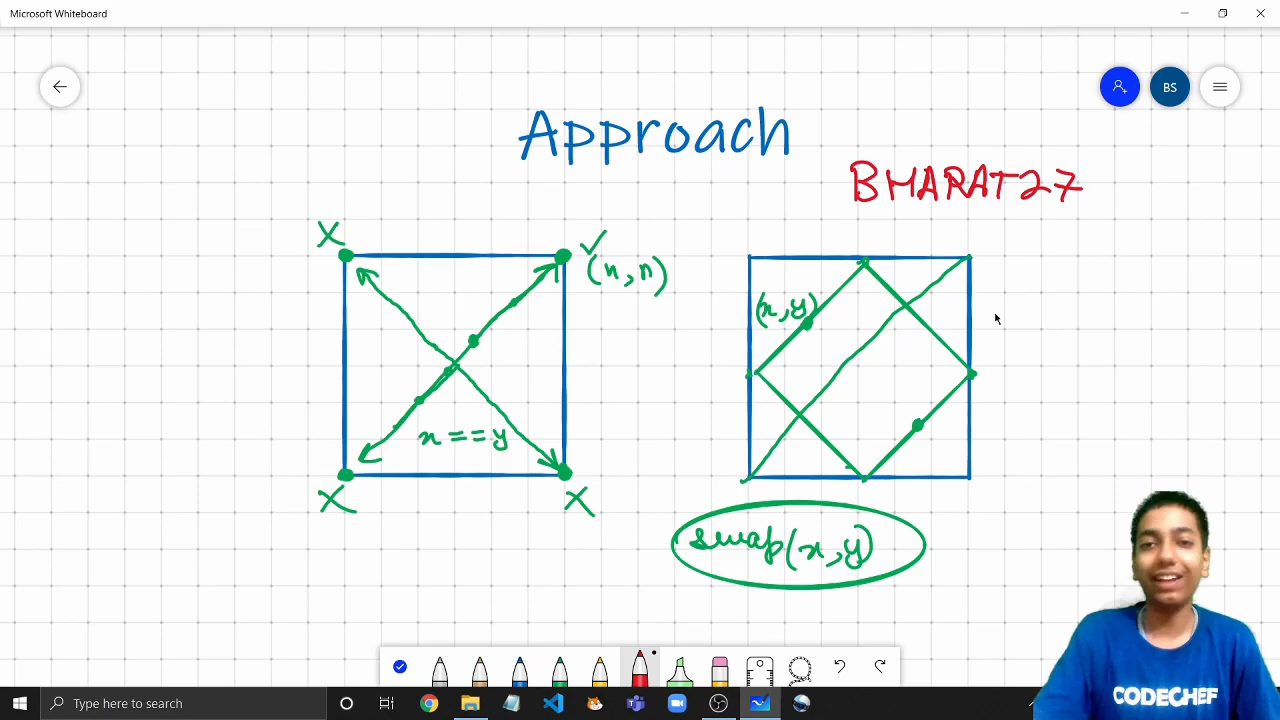 Microsoft Whiteboard
BS
Approach
BHARAT27
X
✓
(n, n)
(x, y)
x == y
X
X
swap(x, y)
CODECHEF
Type here to search